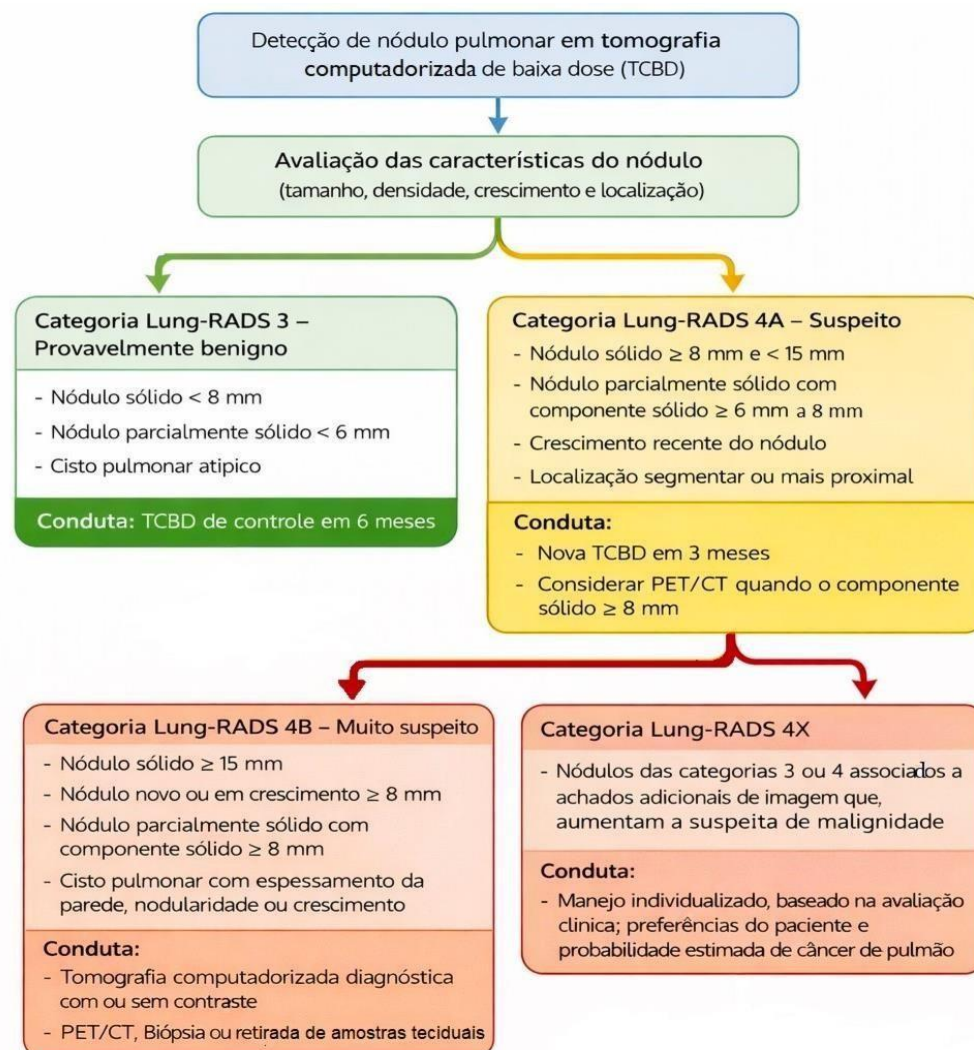 Detecção de nódulo pulmonar em tomografia
computadorizada de baixa dose (TCBD)
Avaliação das características do nódulo
(tamanho, densidade, crescimento e localização)
Categoria Lung-RADS 3 –
Provavelmente benigno
- Nódulo sólido < 8 mm
- Nódulo parcialmente sólido < 6 mm
- Cisto pulmonar atipico
Conduta: TCBD de controle em 6 meses
Categoria Lung-RADS 4A – Suspeito
- Nódulo sólido ≥ 8 mm e < 15 mm
- Nódulo parcialmente sólido com
componente sólido ≥ 6 mm a 8 mm
- Crescimento recente do nódulo
- Localização segmentar ou mais proximal
Conduta:
- Nova TCBD em 3 meses
- Considerar PET/CT quando o componente
sólido ≥ 8 mm
Categoria Lung-RADS 4B – Muito suspeito
- Nódulo sólido ≥ 15 mm
- Nódulo novo ou em crescimento ≥ 8 mm
- Nódulo parcialmente sólido com
componente sólido ≥ 8 mm
- Cisto pulmonar com espessamento da
parede, nodularidade ou crescimento
Conduta:
- Tomografia computadorizada diagnóstica
com ou sem contraste
- PET/CT, Biópsia ou retirada de amostras teciduais
Categoria Lung-RADS 4X
- Nódulos das categorias 3 ou 4 associados a
achados adicionais de imagem que,
aumentam a suspeita de malignidade
Conduta:
- Manejo individualizado, baseado na avaliação
clinica; preferências do paciente e
probabilidade estimada de câncer de pulmão